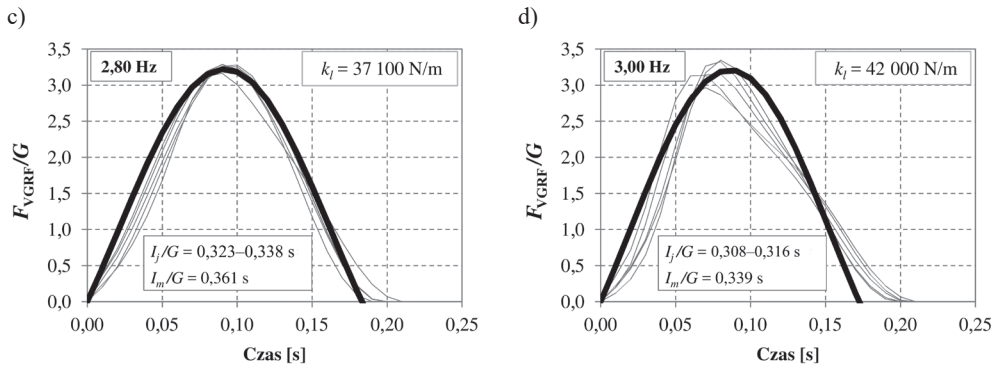 c)
3,5
3,0
2,5
2,0
1,5
1,0
0,5
0,0
F_VGRF/G
2,80 Hz
k_l = 37 100 N/m
I_j/G = 0,323–0,338 s
I_m/G = 0,361 s
0,00 0,05 0,10 0,15 0,20 0,25
Czas [s]
d)
3,5
3,0
2,5
2,0
1,5
1,0
0,5
0,0
F_VGRF/G
3,00 Hz
k_l = 42 000 N/m
I_j/G = 0,308–0,316 s
I_m/G = 0,339 s
0,00 0,05 0,10 0,15 0,20 0,25
Czas [s]